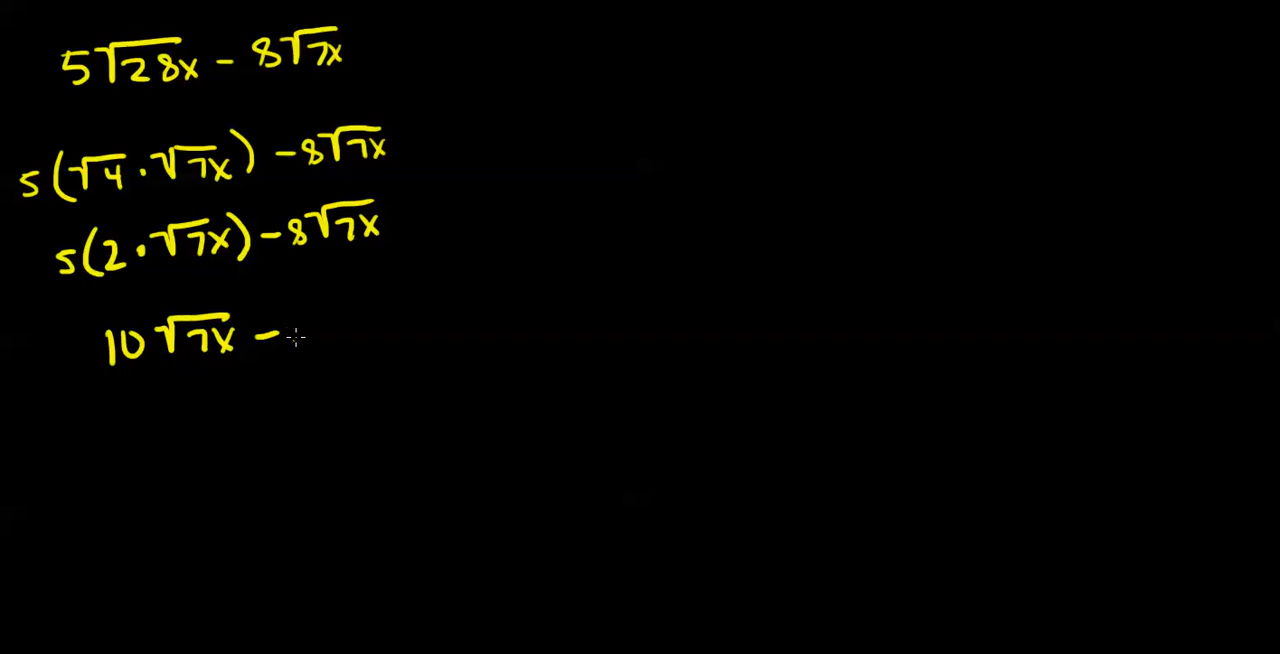 5√28x - 8√7x
5(√4 · √7x) - 8√7x
5(2 · √7x) - 8√7x
10√7x -